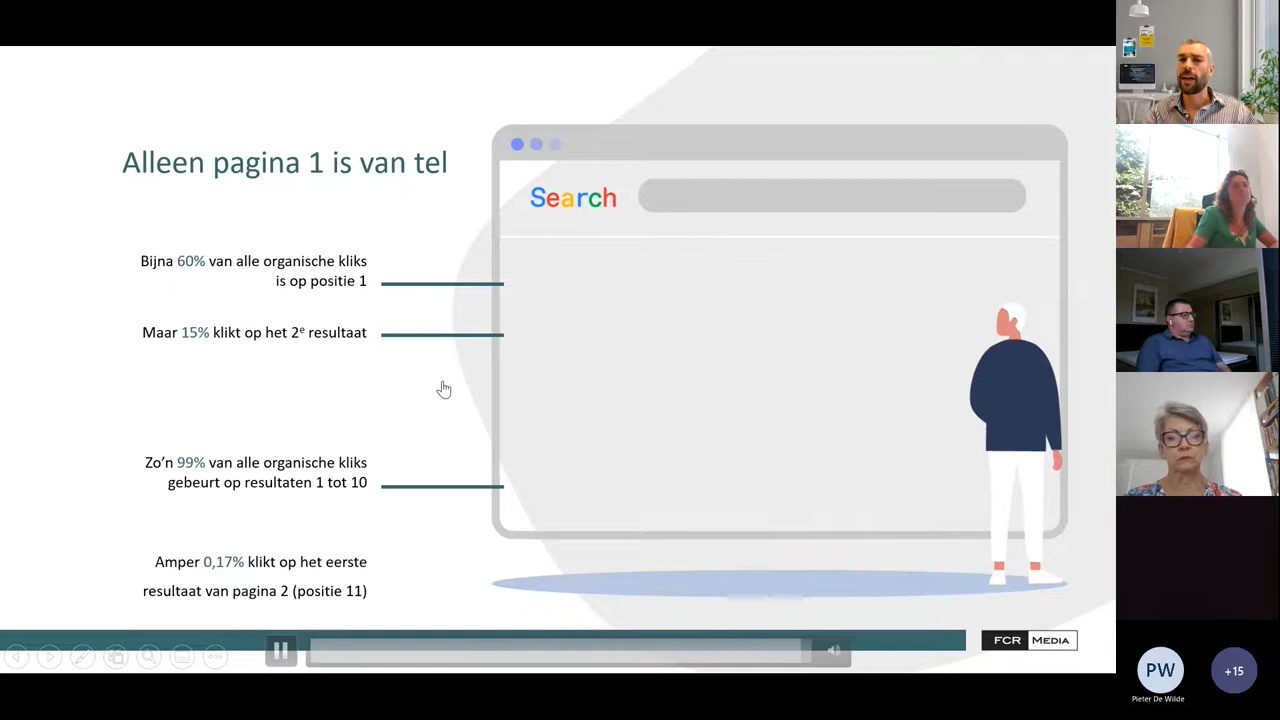 Alleen pagina 1 is van tel
Search
Bijna 60% van alle organische kliks
is op positie 1
Maar 15% klikt op het 2e resultaat
Zo'n 99% van alle organische kliks
gebeurt op resultaten 1 tot 10
Amper 0,17% klikt op het eerste
resultaat van pagina 2 (positie 11)
FCR MEDIA
PW
Pieter De Wilde
+15